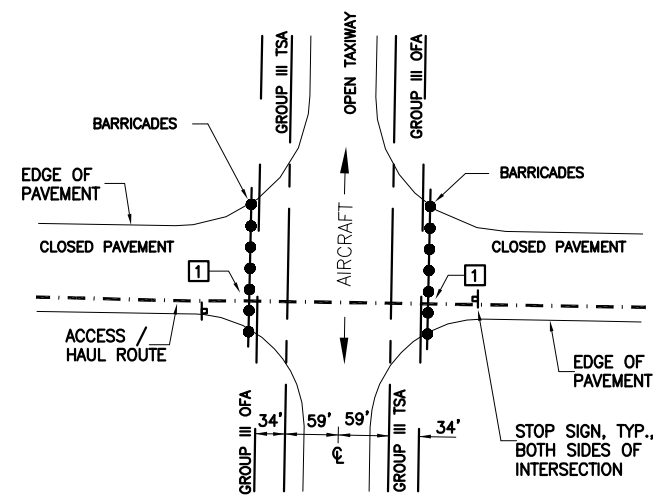 GROUP III TSA
OPEN TAXIWAY
GROUP III OFA
BARRICADES
BARRICADES
EDGE OF
PAVEMENT
CLOSED PAVEMENT
AIRCRAFT
CLOSED PAVEMENT
1
1
ACCESS /
HAUL ROUTE
EDGE OF
PAVEMENT
34'
59'
59'
34'
℄
GROUP III OFA
GROUP III TSA
STOP SIGN, TYP.,
BOTH SIDES OF
INTERSECTION